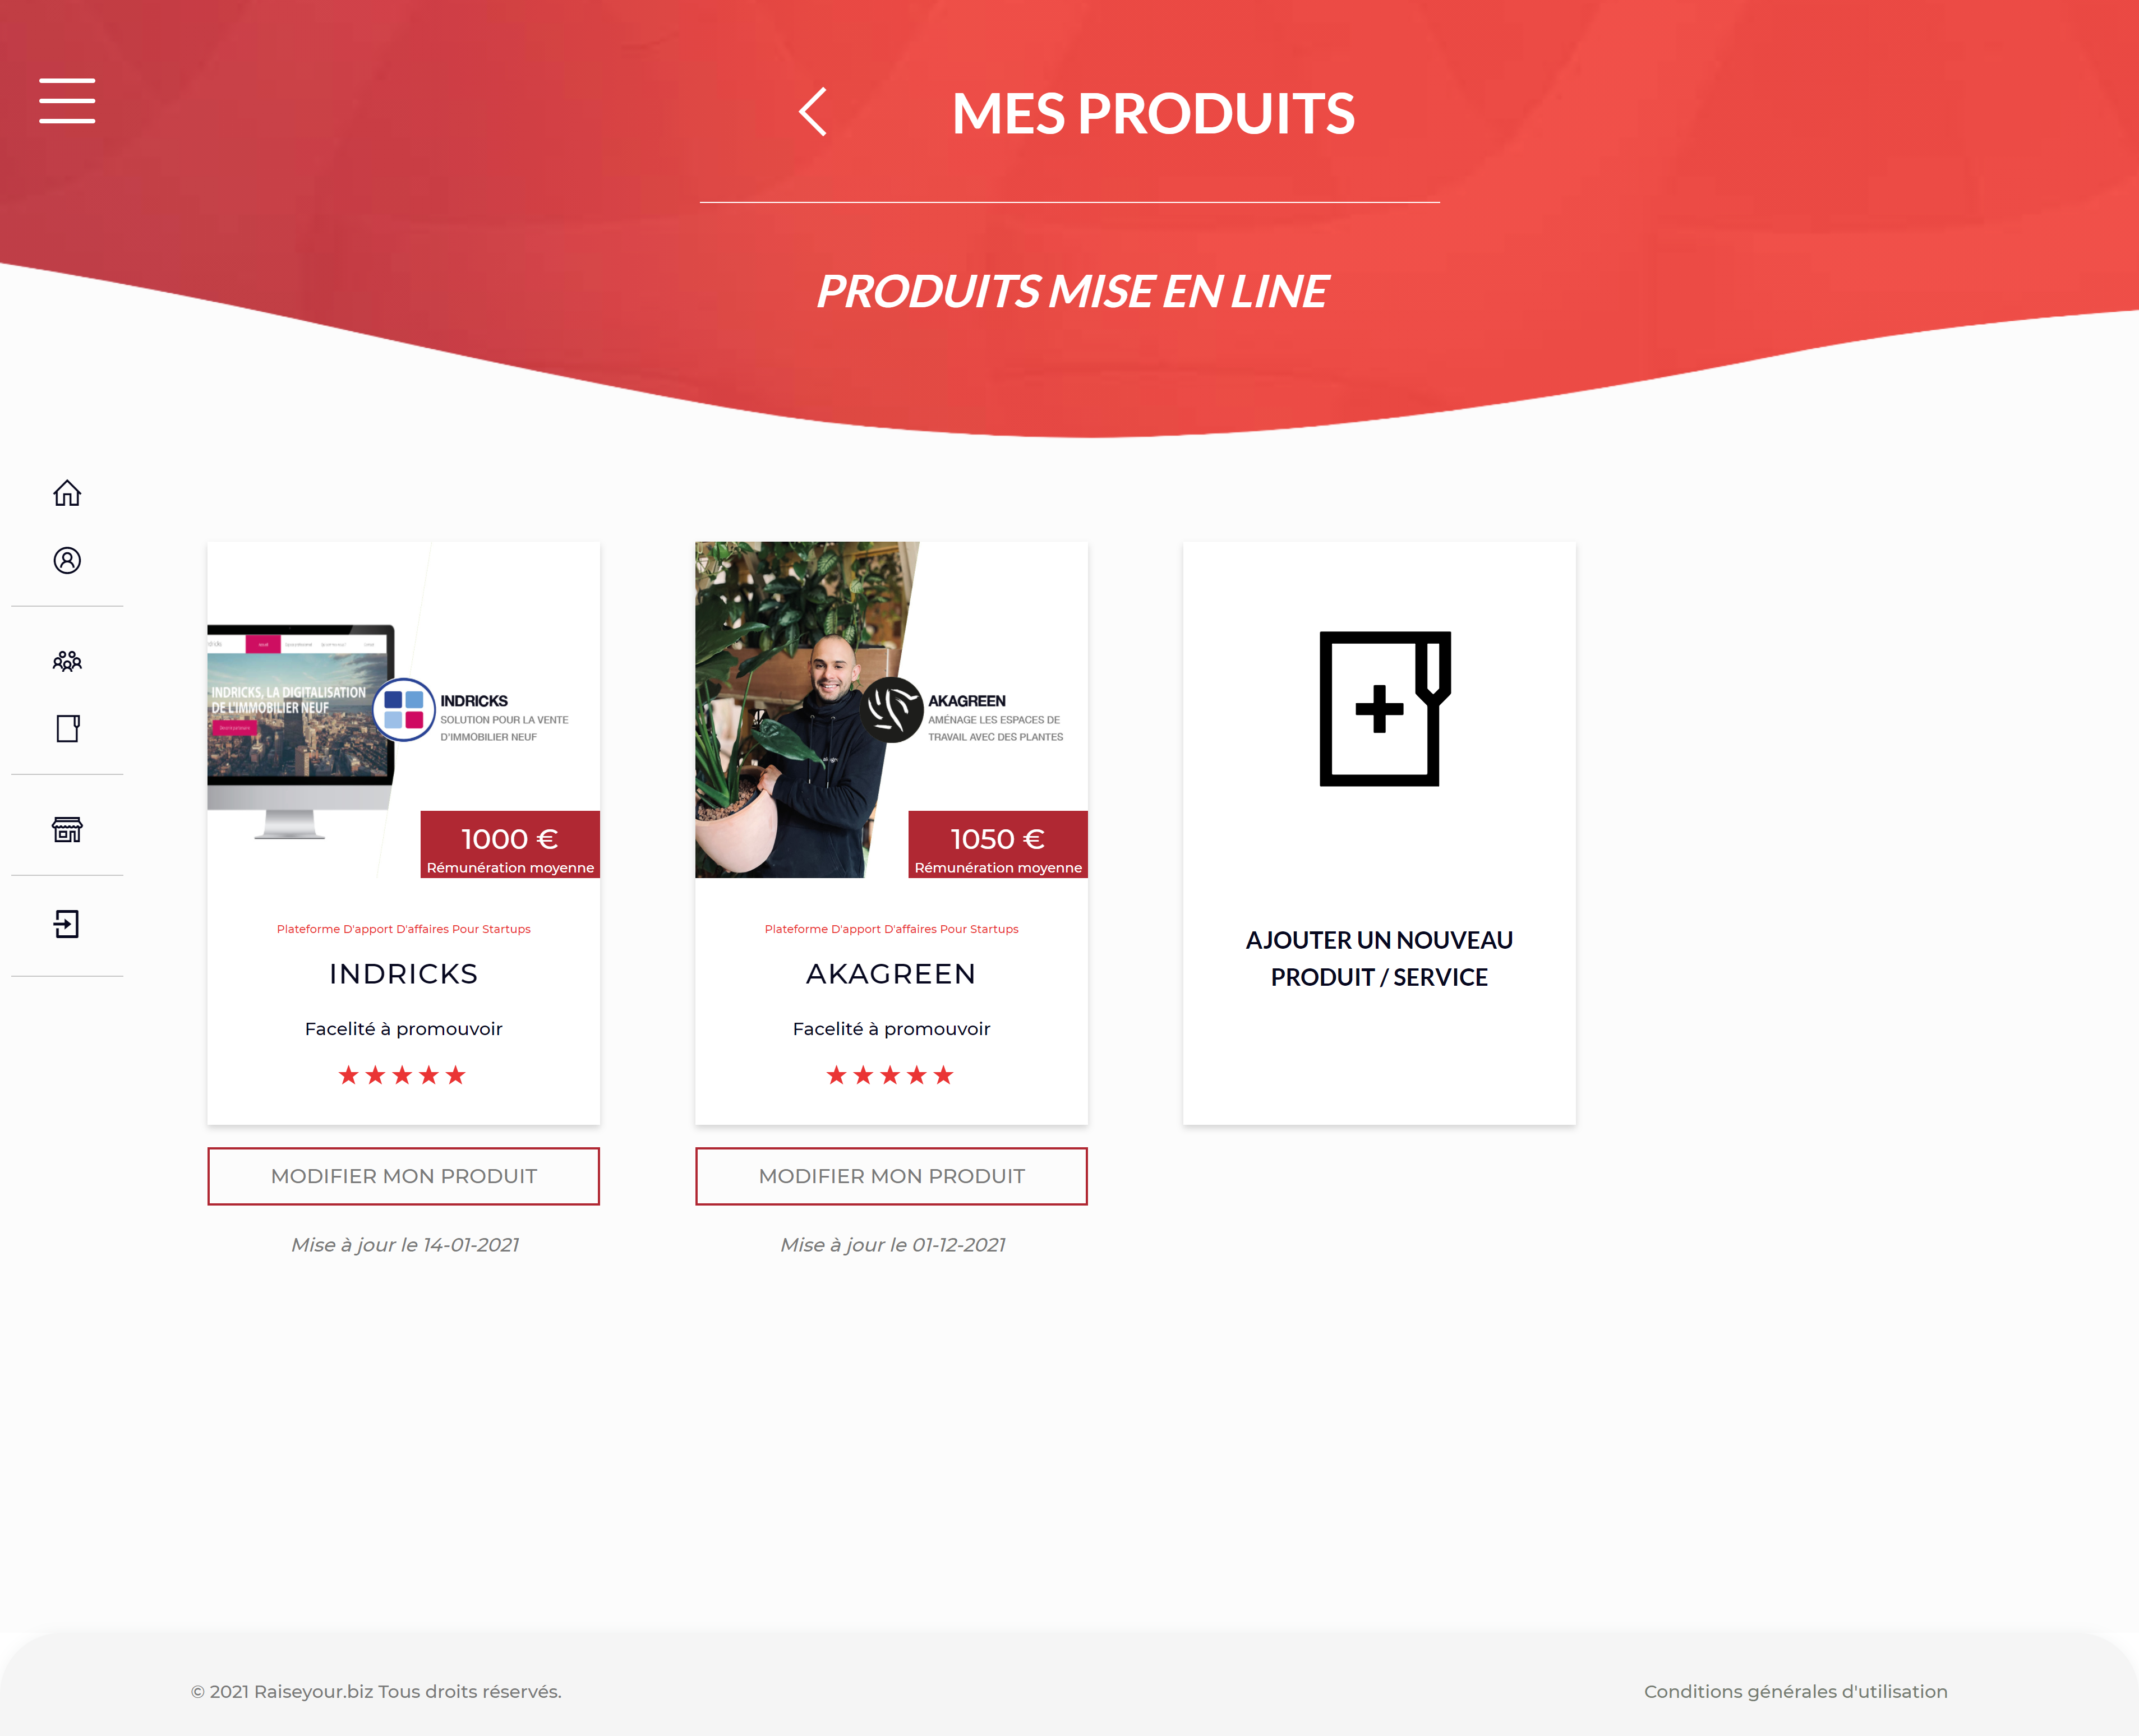 MES PRODUITS
PRODUITS MISE EN LINE
INDRICKS, LA DIGITALISATION
DE L'IMMOBILIER NEUF
INDRICKS
SOLUTION POUR LA VENTE
D'IMMOBILIER NEUF
1000 €
Rémunération moyenne
Plateforme D'apport D'affaires Pour Startups
INDRICKS
Facelité à promouvoir
MODIFIER MON PRODUIT
Mise à jour le 14-01-2021
AKAGREEN
AMÉNAGE LES ESPACES DE
TRAVAIL AVEC DES PLANTES
1050 €
Rémunération moyenne
Plateforme D'apport D'affaires Pour Startups
AKAGREEN
Facelité à promouvoir
MODIFIER MON PRODUIT
Mise à jour le 01-12-2021
AJOUTER UN NOUVEAU
PRODUIT / SERVICE
© 2021 Raiseyour.biz Tous droits réservés.
Conditions générales d'utilisation